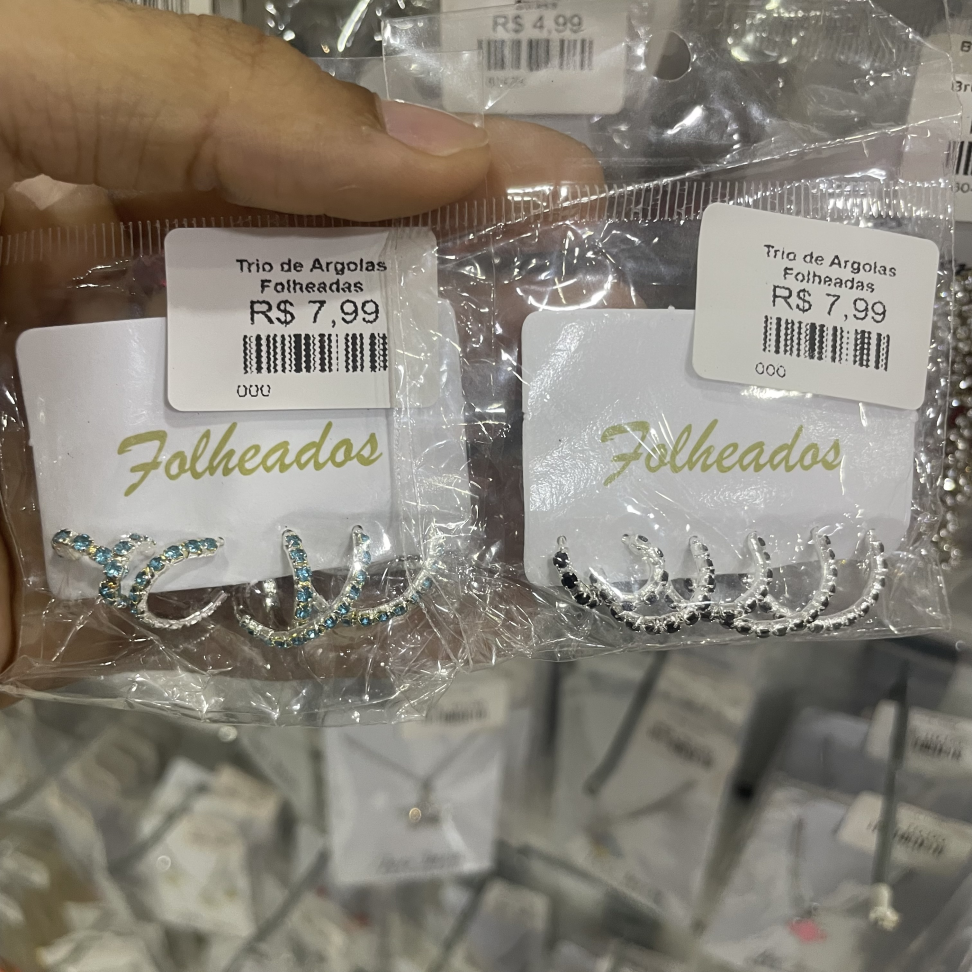 R$ 4,99
Trio de Argolas
Folheadas
R$ 7,99
000
Folheados
Trio de Argolas
Folheadas
R$ 7,99
000
Folheados